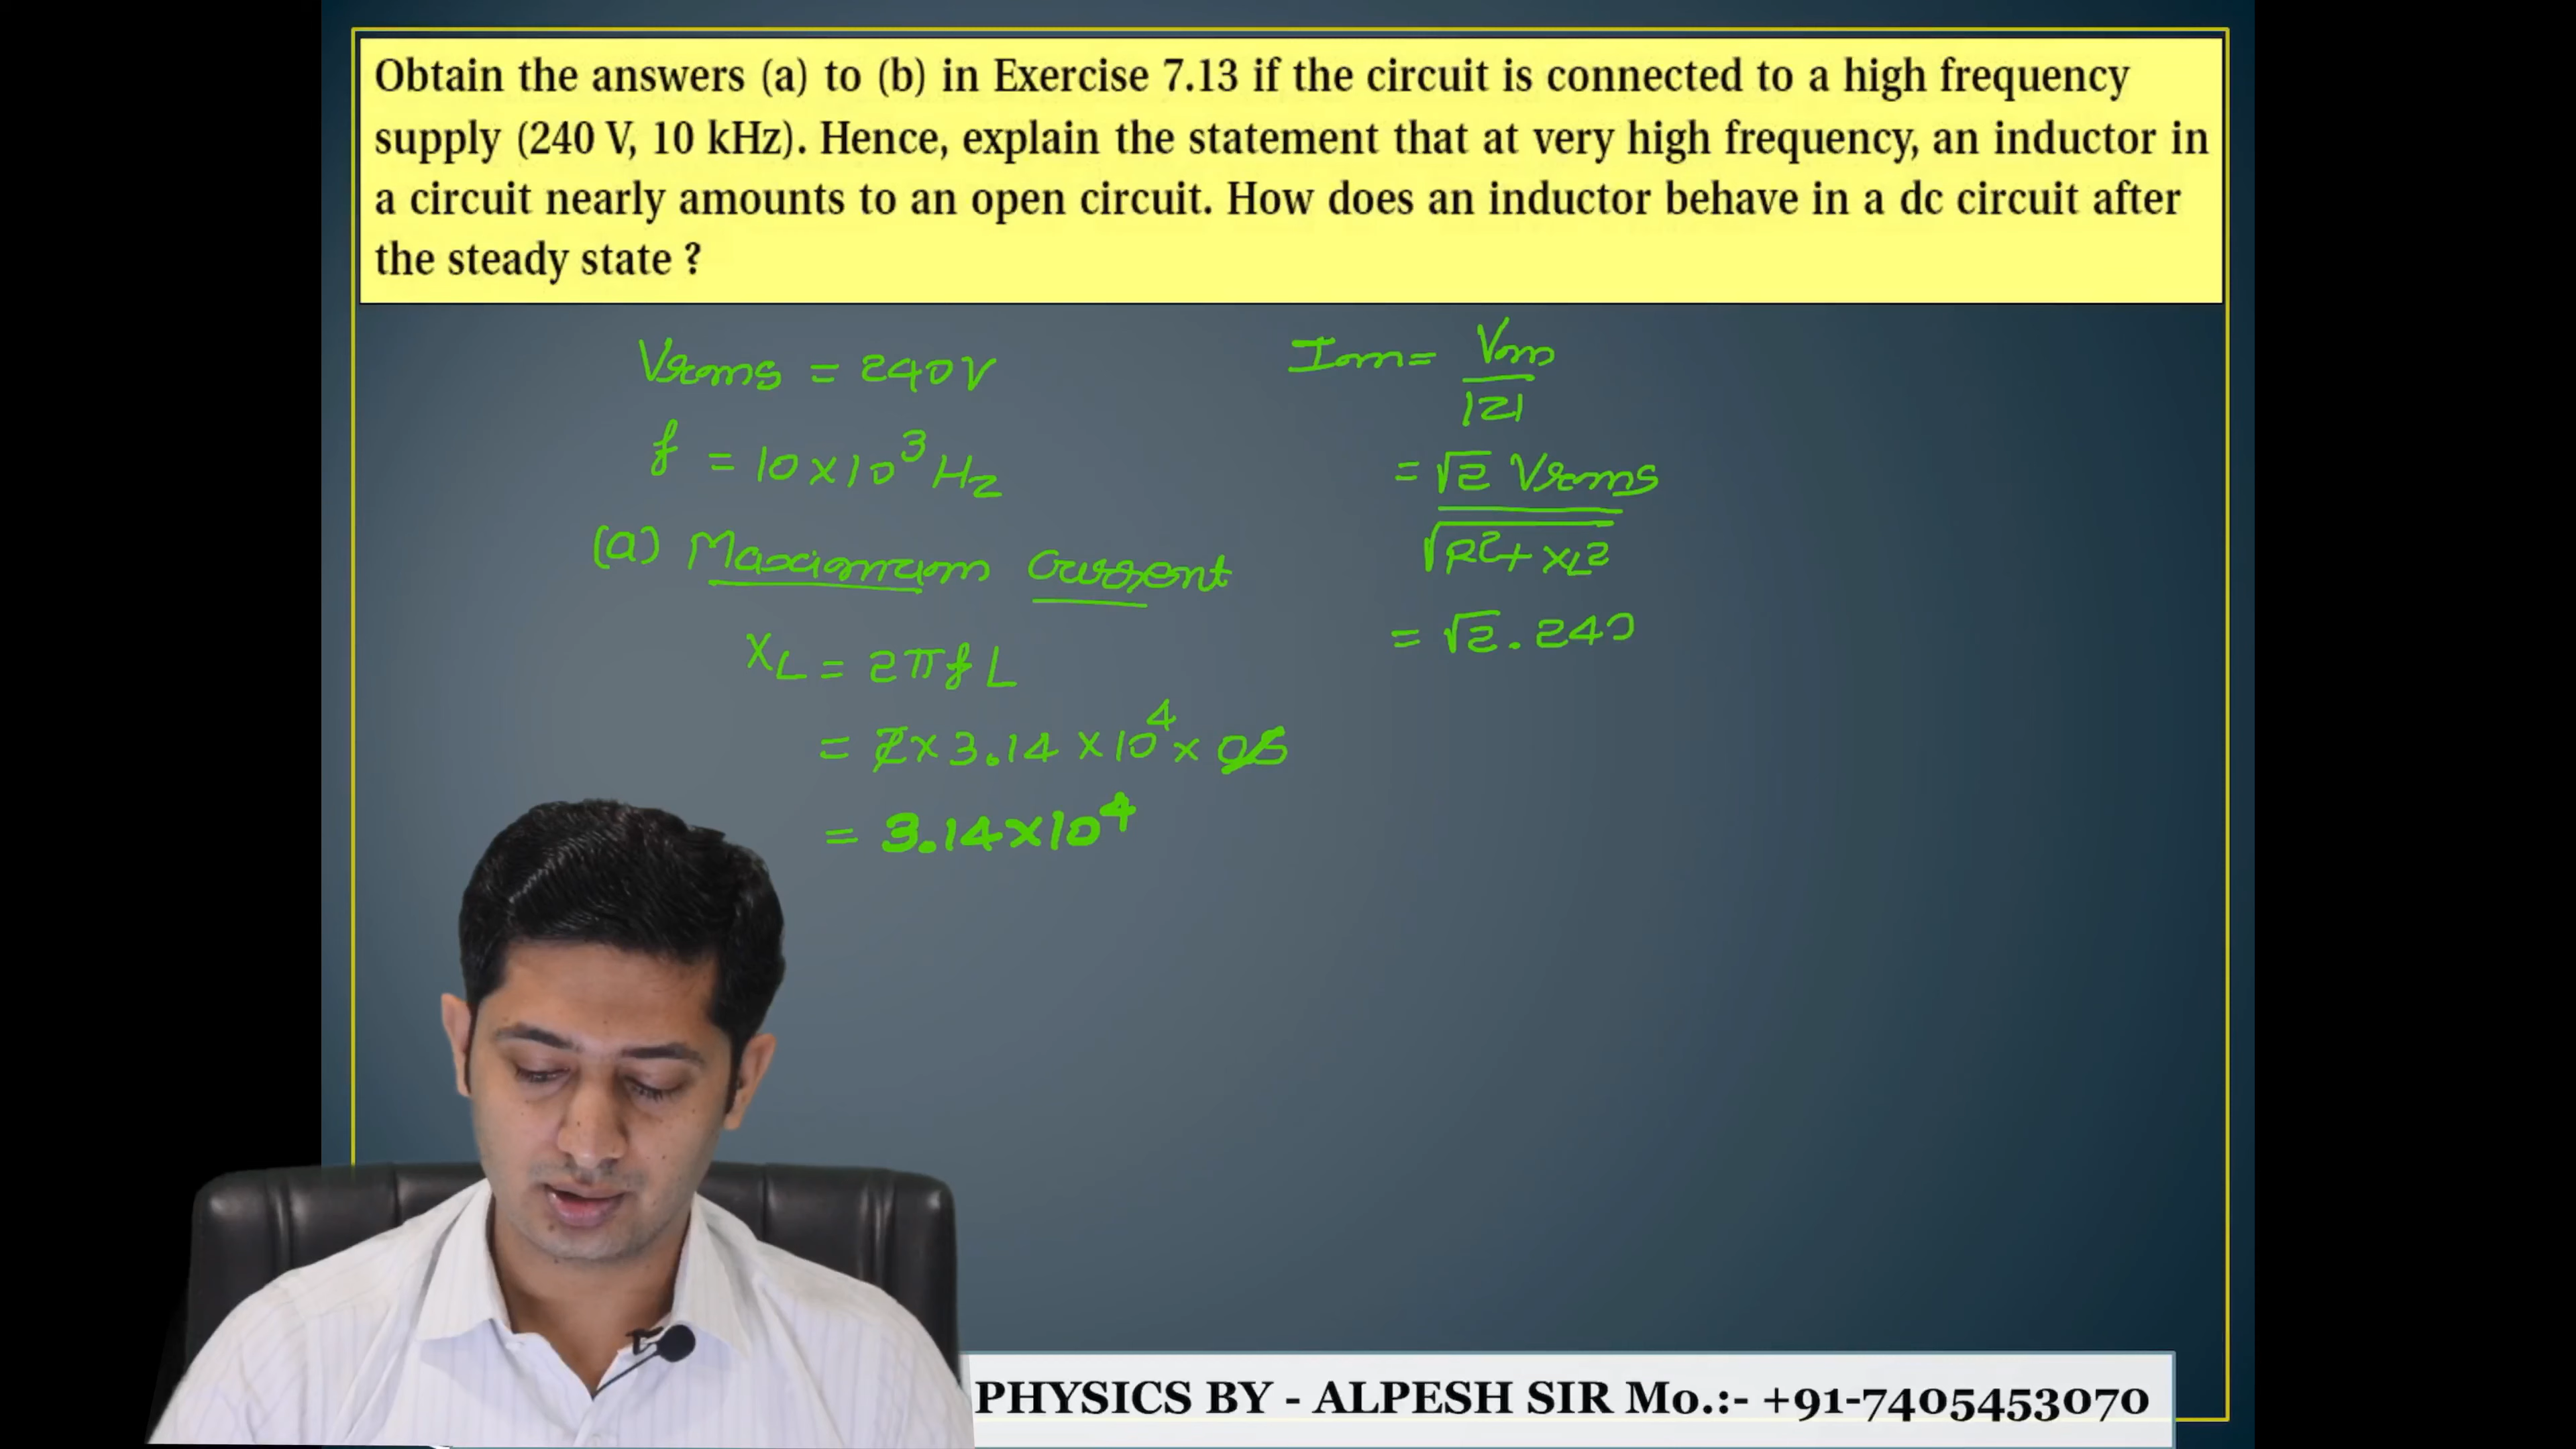 Obtain the answers (a) to (b) in Exercise 7.13 if the circuit is connected to a high frequency
supply (240 V, 10 kHz). Hence, explain the statement that at very high frequency, an inductor in
a circuit nearly amounts to an open circuit. How does an inductor behave in a dc circuit after
the steady state ?
Vrms = 240V
f = 10×10³ Hz
(a) Maximum Current
X_L = 2πfL
= 2×3.14×10⁴×0.5
= 3.14×10⁴
Im = Vm / |Z|
= √2 Vrms / √(R²+X_L²)
= √2 . 240
PHYSICS BY - ALPESH SIR Mo.:- +91-7405453070